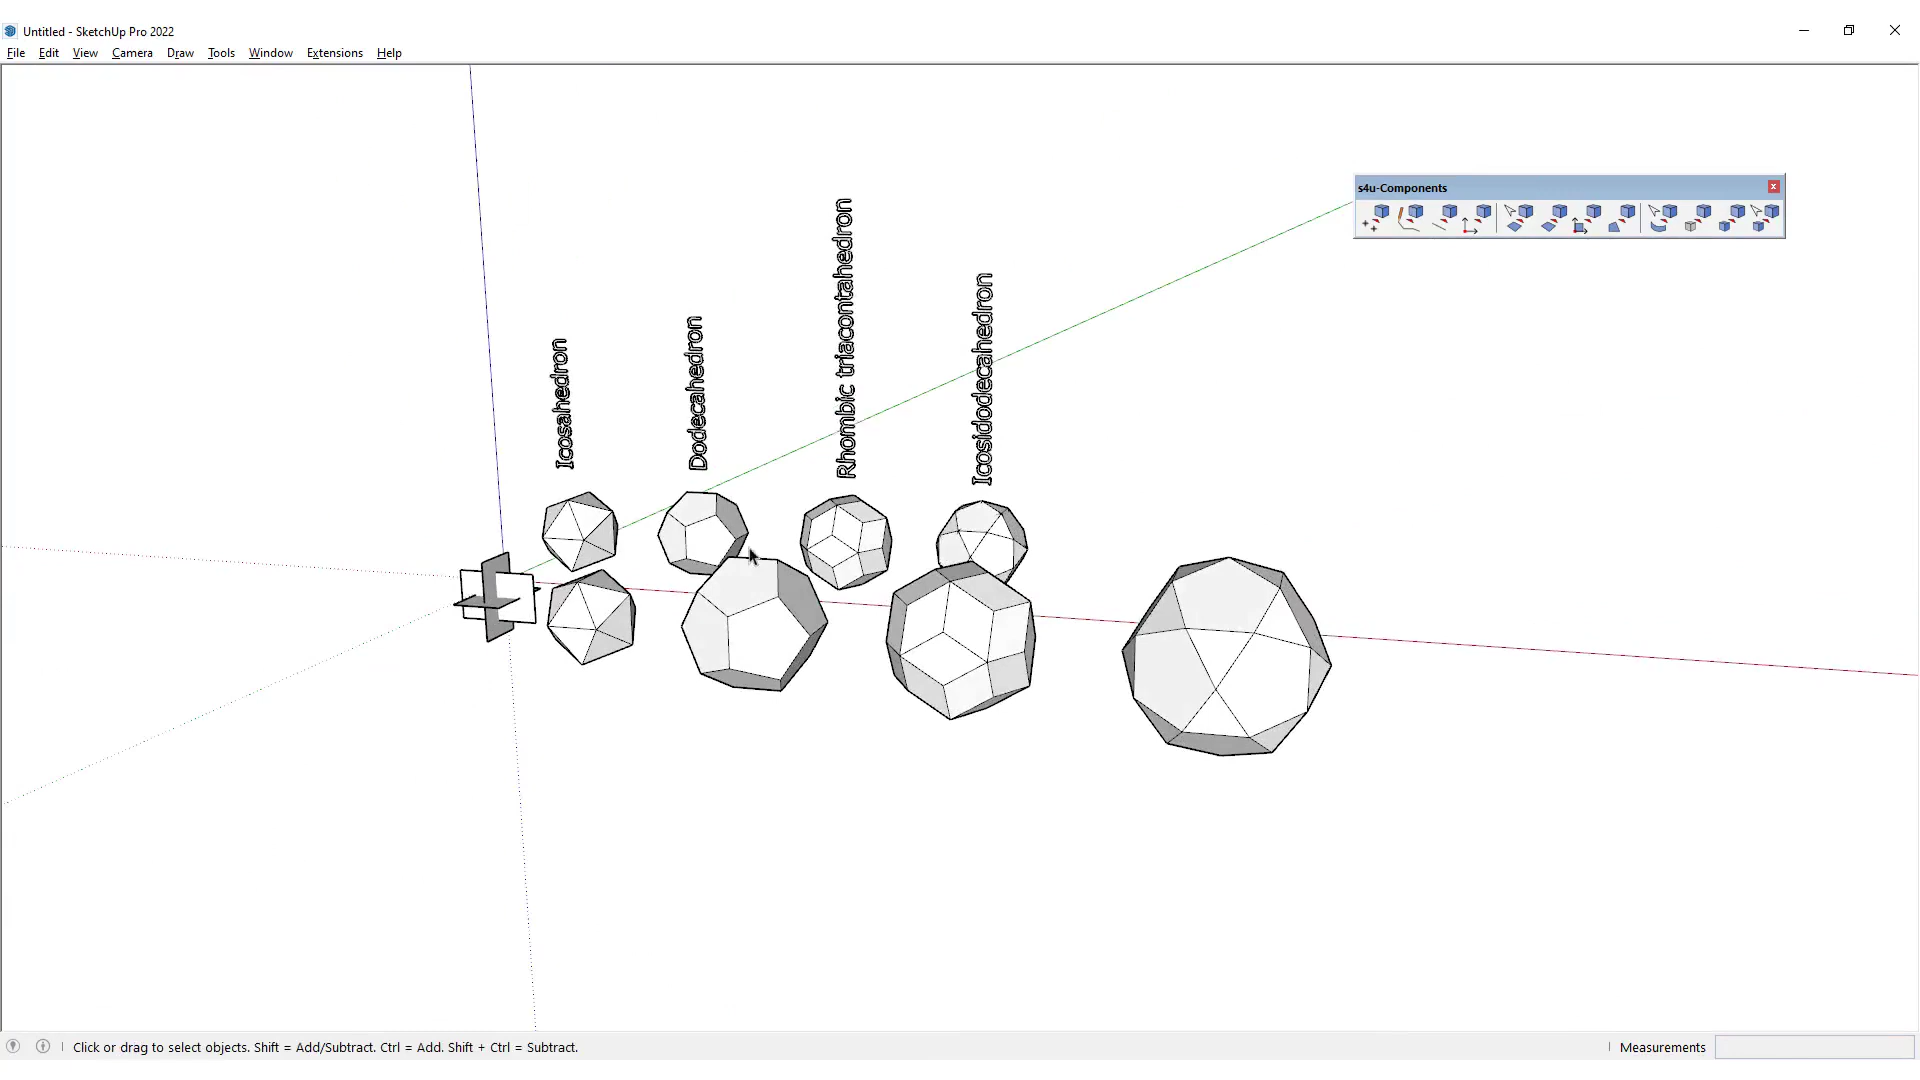 Untitled - SketchUp Pro 2022
File Edit View Camera Draw Tools Window Extensions Help
s4u-Components
Icosahedron
Dodecahedron
Rhombic triacontahedron
Icosidodecahedron
Click or drag to select objects. Shift = Add/Subtract. Ctrl = Add. Shift + Ctrl = Subtract.
Measurements